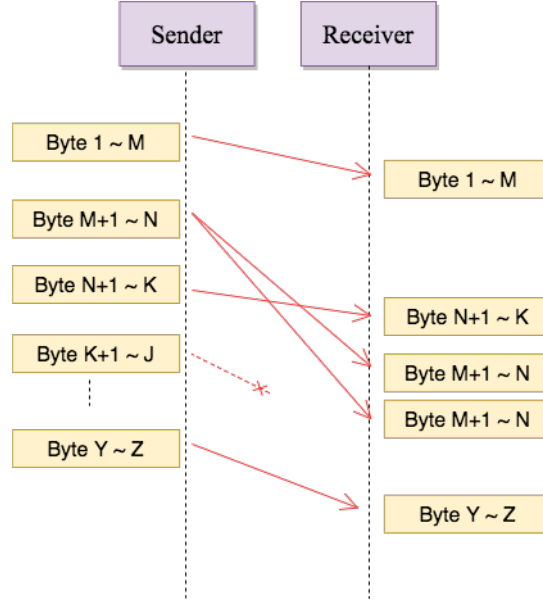 Sender
Receiver
Byte 1 ~ M
Byte 1 ~ M
Byte M+1 ~ N
Byte N+1 ~ K
Byte N+1 ~ K
Byte K+1 ~ J
Byte M+1 ~ N
Byte M+1 ~ N
Byte Y ~ Z
Byte Y ~ Z